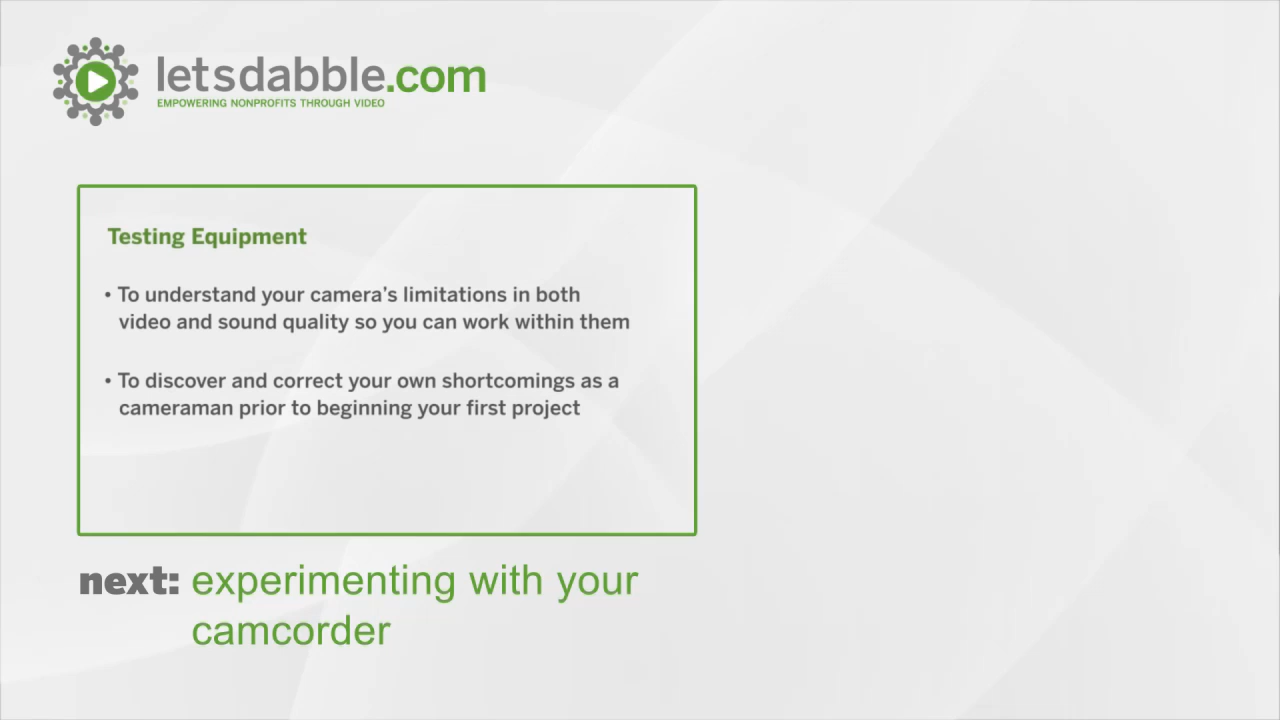 letsdabble.com
EMPOWERING NONPROFITS THROUGH VIDEO
Testing Equipment
• To understand your camera's limitations in both
video and sound quality so you can work within them
• To discover and correct your own shortcomings as a
cameraman prior to beginning your first project
next: experimenting with your
camcorder